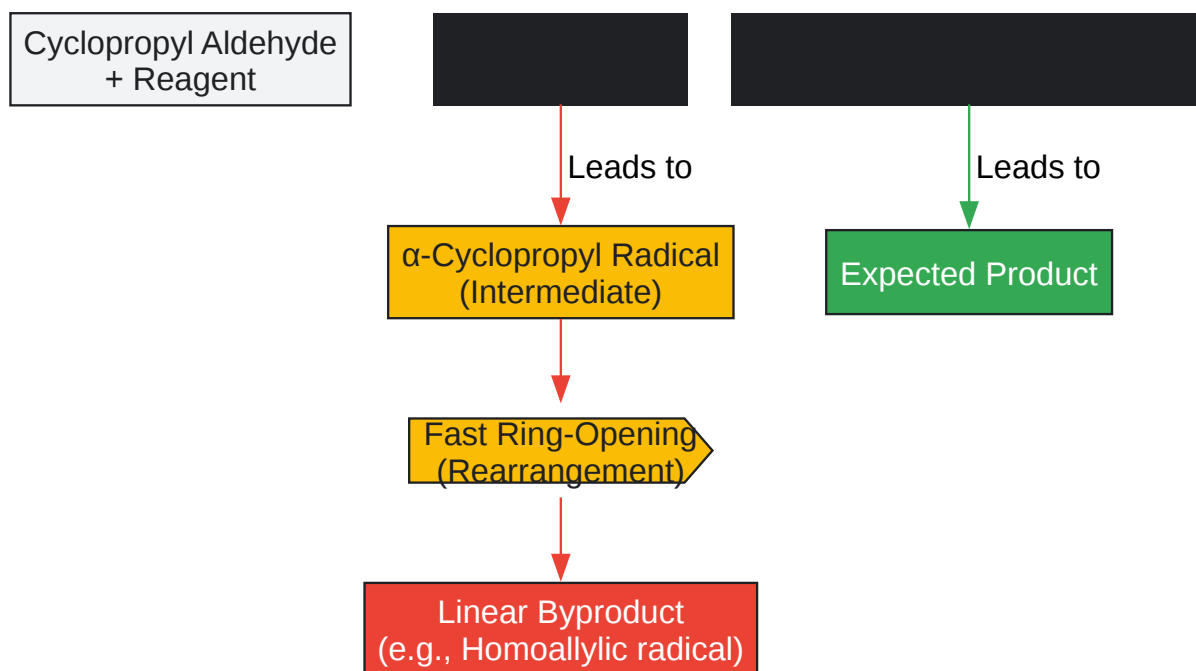 Cyclopropyl Aldehyde
+ Reagent
Leads to
Leads to
α-Cyclopropyl Radical
(Intermediate)
Expected Product
Fast Ring-Opening
(Rearrangement)
Linear Byproduct
(e.g., Homoallylic radical)